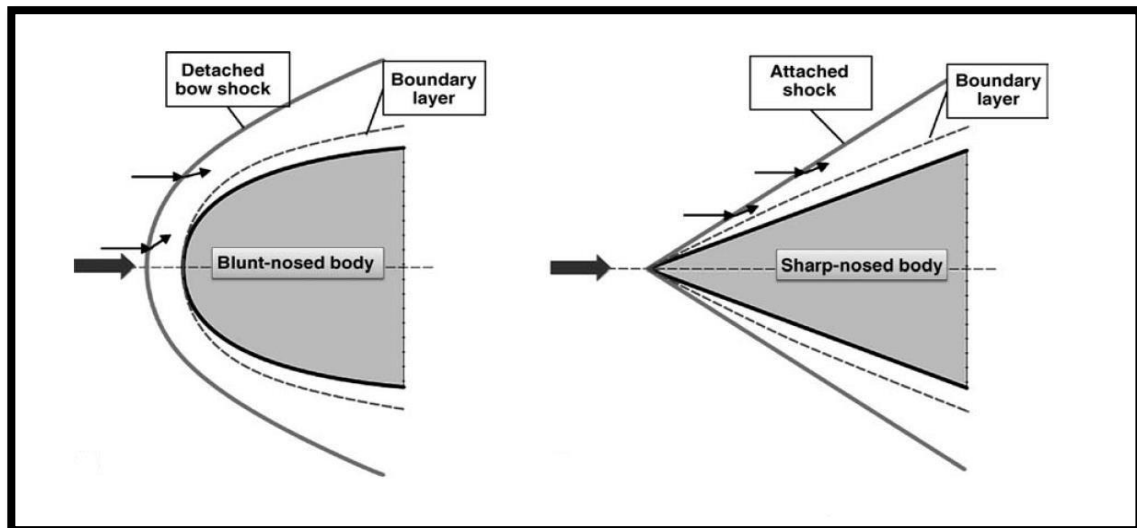 Detached
bow shock
Boundary
layer
Blunt-nosed body
Attached
shock
Boundary
layer
Sharp-nosed body